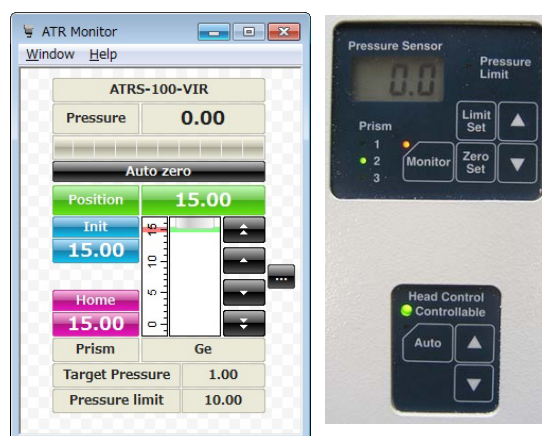 ATR Monitor
Window Help
ATRS-100-VIR
Pressure 0.00
Auto zero
Position 15.00
Init
15.00
15
10
5
0
...
Home
15.00
Prism Ge
Target Pressure 1.00
Pressure limit 10.00
Pressure Sensor
0.0
Pressure
Limit
Prism
1
2
3
Monitor
Limit
Set
Zero
Set
Head Control
Controllable
Auto